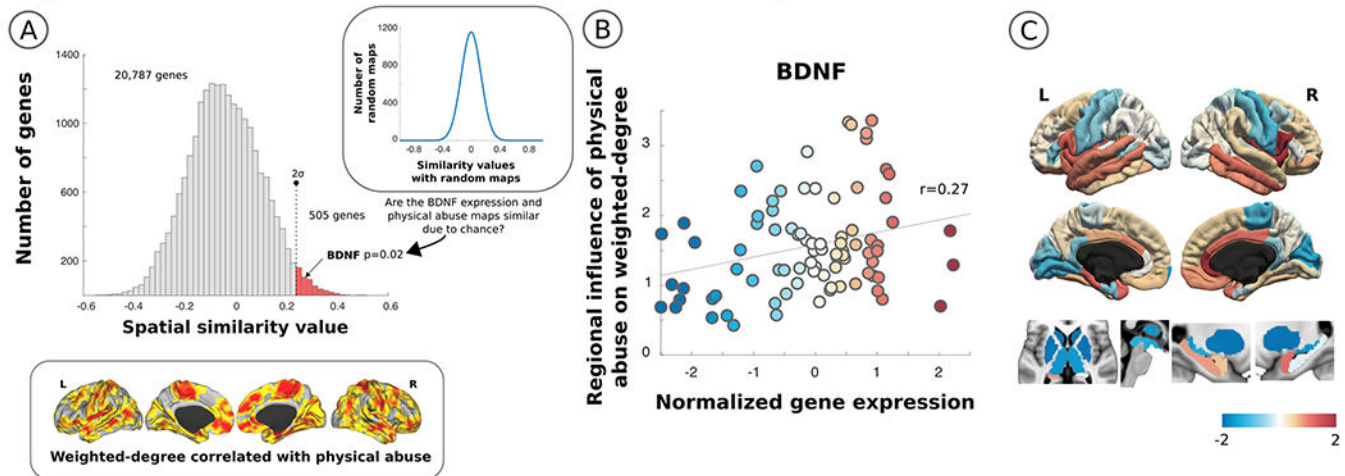 A
Number of genes
1400
1000
600
200
20,787 genes
2σ
505 genes
BDNF p=0.02
-0.6
-0.4
-0.2
0
0.2
0.4
0.6
Spatial similarity value
Number of
random maps
1200
800
400
0
-0.8
-0.4
0
0.4
0.8
Similarity values
with random maps
Are the BDNF expression and
physical abuse maps similar
due to chance?
L
R
Weighted-degree correlated with physical abuse
B
BDNF
Regional influence of physical
abuse on weighted-degree
3
2
1
0
r=0.27
-2
-1
0
1
2
Normalized gene expression
C
L
R
-2
2